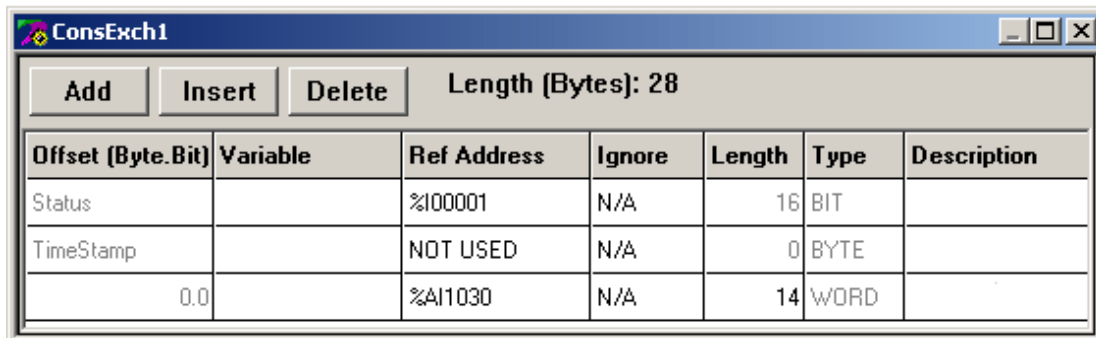 ConsExch1
Add Insert Delete Length (Bytes): 28
Offset (Byte.Bit) Variable Ref Address Ignore Length Type Description
Status %I00001 N/A 16 BIT
TimeStamp NOT USED N/A 0 BYTE
0.0 %AI1030 N/A 14 WORD